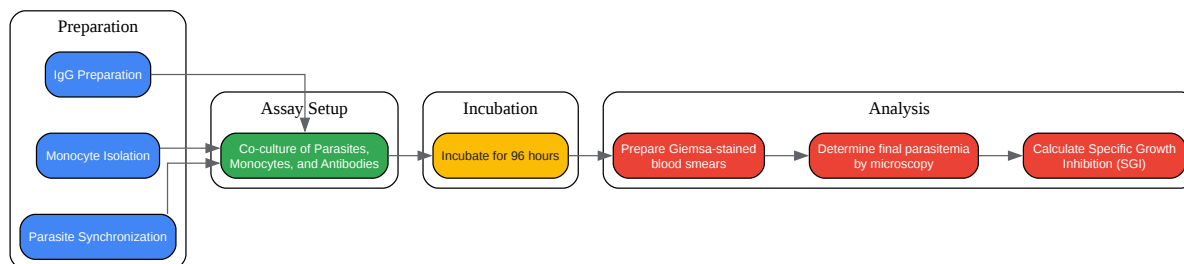 Preparation
IgG Preparation
Monocyte Isolation
Parasite Synchronization
Assay Setup
Co-culture of Parasites,
Monocytes, and Antibodies
Incubation
Incubate for 96 hours
Analysis
Prepare Giemsa-stained
blood smears
Determine final parasitemia
by microscopy
Calculate Specific Growth
Inhibition (SGI)